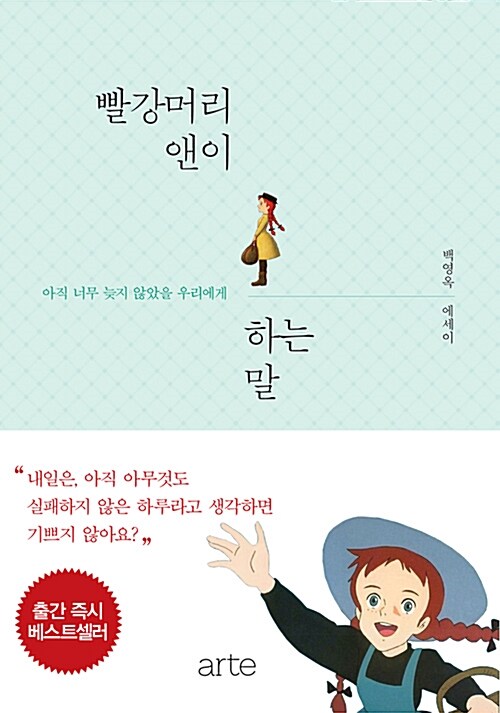 빨강머리
앤이
아직 너무 늦지 않았을 우리에게
백영옥 에세이
하는
말
“내일은, 아직 아무것도
실패하지 않은 하루라고 생각하면
기쁘지 않아요?„
출간 즉시
베스트셀러
arte